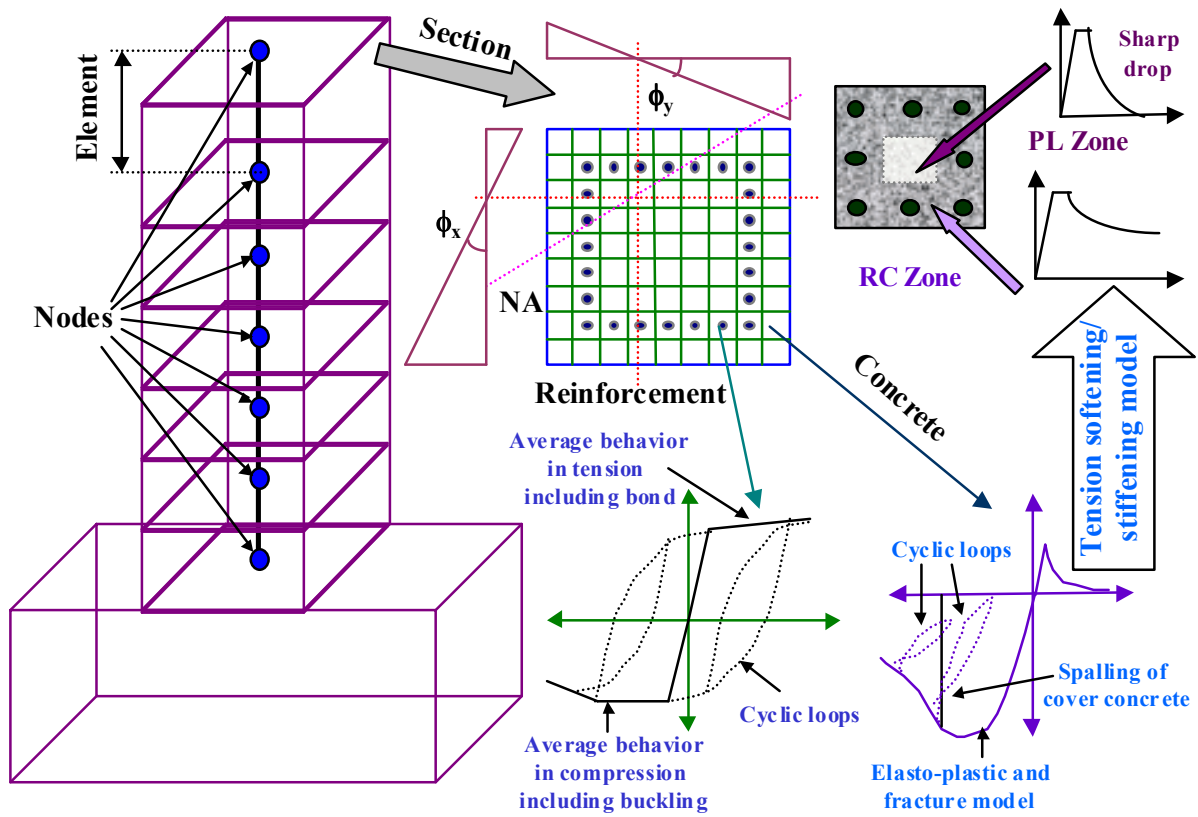 Element
Nodes
Section
ϕy
ϕx
NA
Reinforcement
Concrete
Sharp
drop
PL Zone
RC Zone
Tension softening/
stiffening model
Average behavior
in tension
including bond
Cyclic loops
Average behavior
in compression
including buckling
Cyclic loops
Spalling of
cover concrete
Elasto-plastic and
fracture model